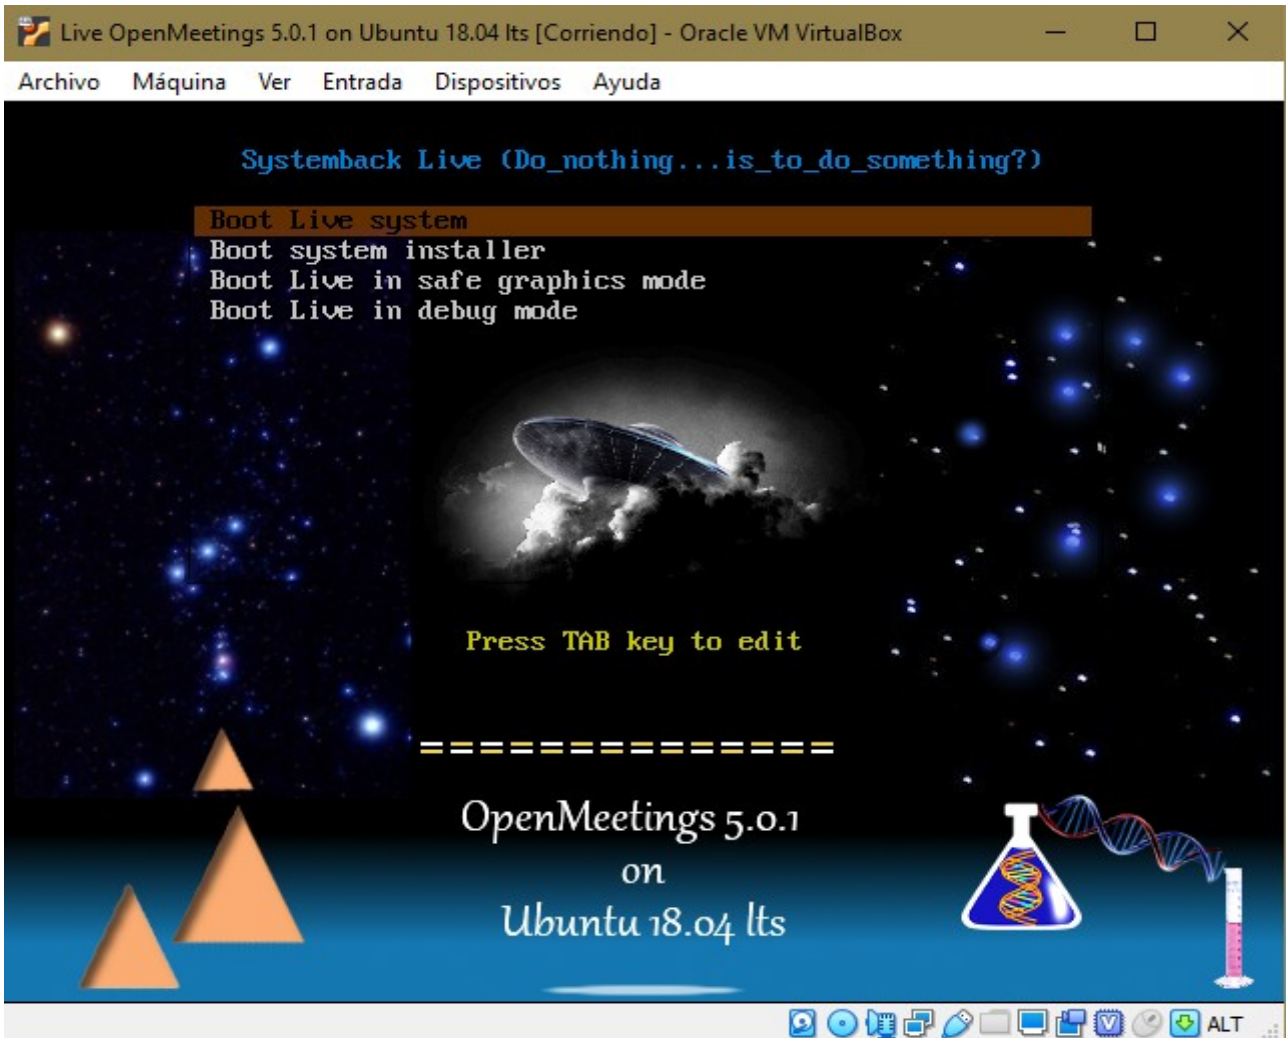 Live OpenMeetings 5.0.1 on Ubuntu 18.04 lts [Corriendo] - Oracle VM VirtualBox
Archivo Máquina Ver Entrada Dispositivos Ayuda
Systemback Live (Do_nothing...is_to_do_something?)
Boot Live system
Boot system installer
Boot Live in safe graphics mode
Boot Live in debug mode
Press TAB key to edit
==============
OpenMeetings 5.0.1
on
Ubuntu 18.04 lts
ALT